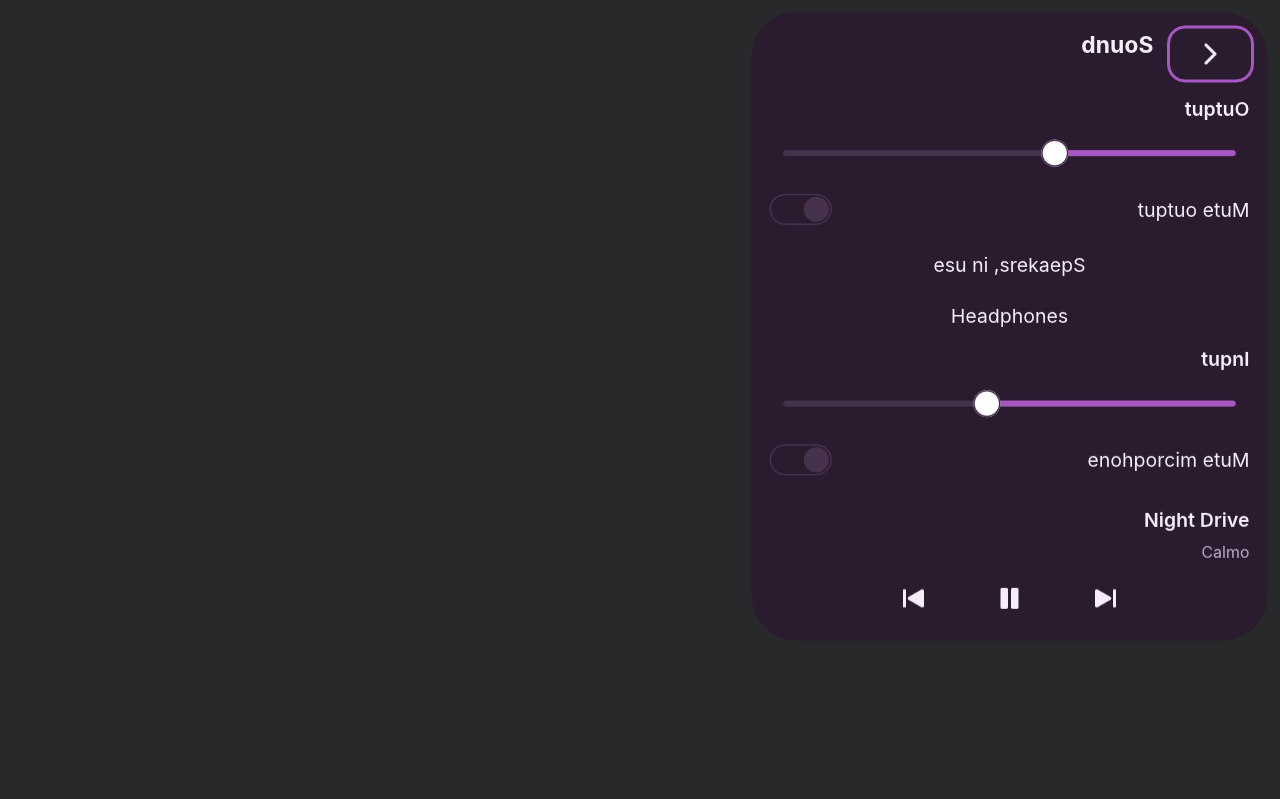 dnuoS
tuptuO
tuptuo etuM
esu ni ,srekaepS
Headphones
tupnI
enohporcim etuM
Night Drive
Calmo